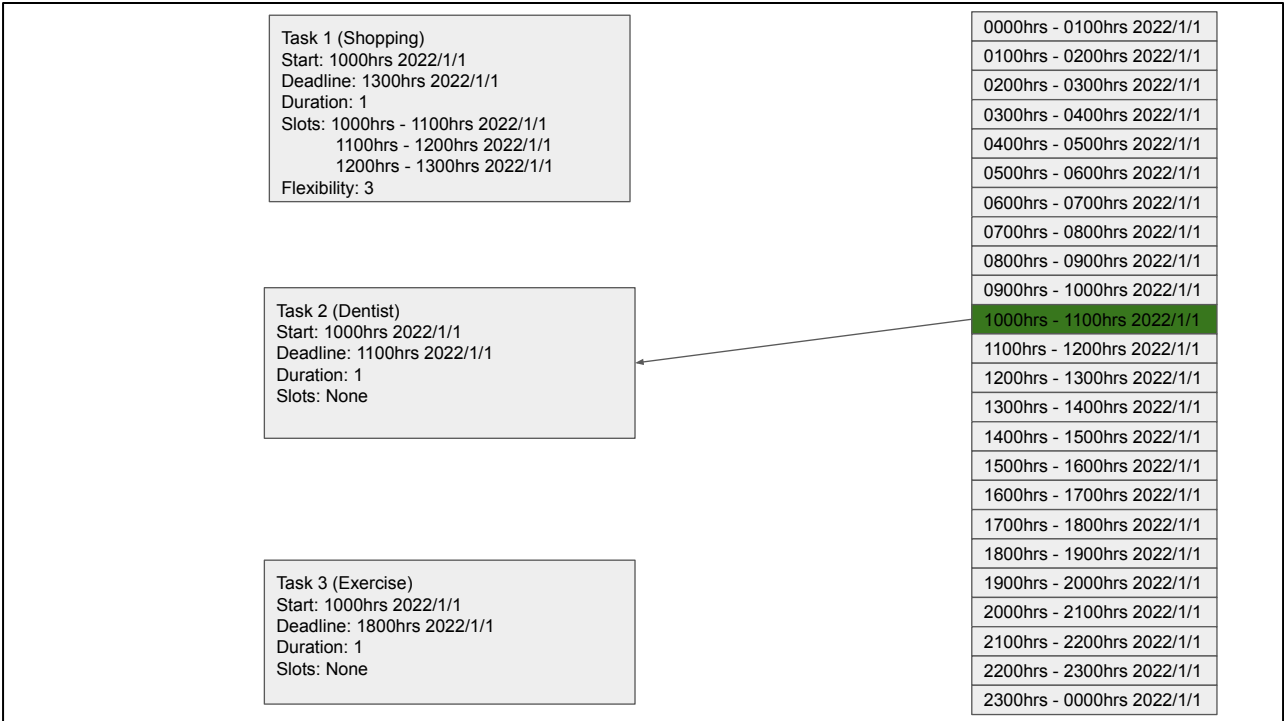 Task 1 (Shopping)
Start: 1000hrs 2022/1/1
Deadline: 1300hrs 2022/1/1
Duration: 1
Slots: 1000hrs - 1100hrs 2022/1/1
1100hrs - 1200hrs 2022/1/1
1200hrs - 1300hrs 2022/1/1
Flexibility: 3
Task 2 (Dentist)
Start: 1000hrs 2022/1/1
Deadline: 1100hrs 2022/1/1
Duration: 1
Slots: None
Task 3 (Exercise)
Start: 1000hrs 2022/1/1
Deadline: 1800hrs 2022/1/1
Duration: 1
Slots: None
0000hrs - 0100hrs 2022/1/1
0100hrs - 0200hrs 2022/1/1
0200hrs - 0300hrs 2022/1/1
0300hrs - 0400hrs 2022/1/1
0400hrs - 0500hrs 2022/1/1
0500hrs - 0600hrs 2022/1/1
0600hrs - 0700hrs 2022/1/1
0700hrs - 0800hrs 2022/1/1
0800hrs - 0900hrs 2022/1/1
0900hrs - 1000hrs 2022/1/1
1000hrs - 1100hrs 2022/1/1
1100hrs - 1200hrs 2022/1/1
1200hrs - 1300hrs 2022/1/1
1300hrs - 1400hrs 2022/1/1
1400hrs - 1500hrs 2022/1/1
1500hrs - 1600hrs 2022/1/1
1600hrs - 1700hrs 2022/1/1
1700hrs - 1800hrs 2022/1/1
1800hrs - 1900hrs 2022/1/1
1900hrs - 2000hrs 2022/1/1
2000hrs - 2100hrs 2022/1/1
2100hrs - 2200hrs 2022/1/1
2200hrs - 2300hrs 2022/1/1
2300hrs - 0000hrs 2022/1/1